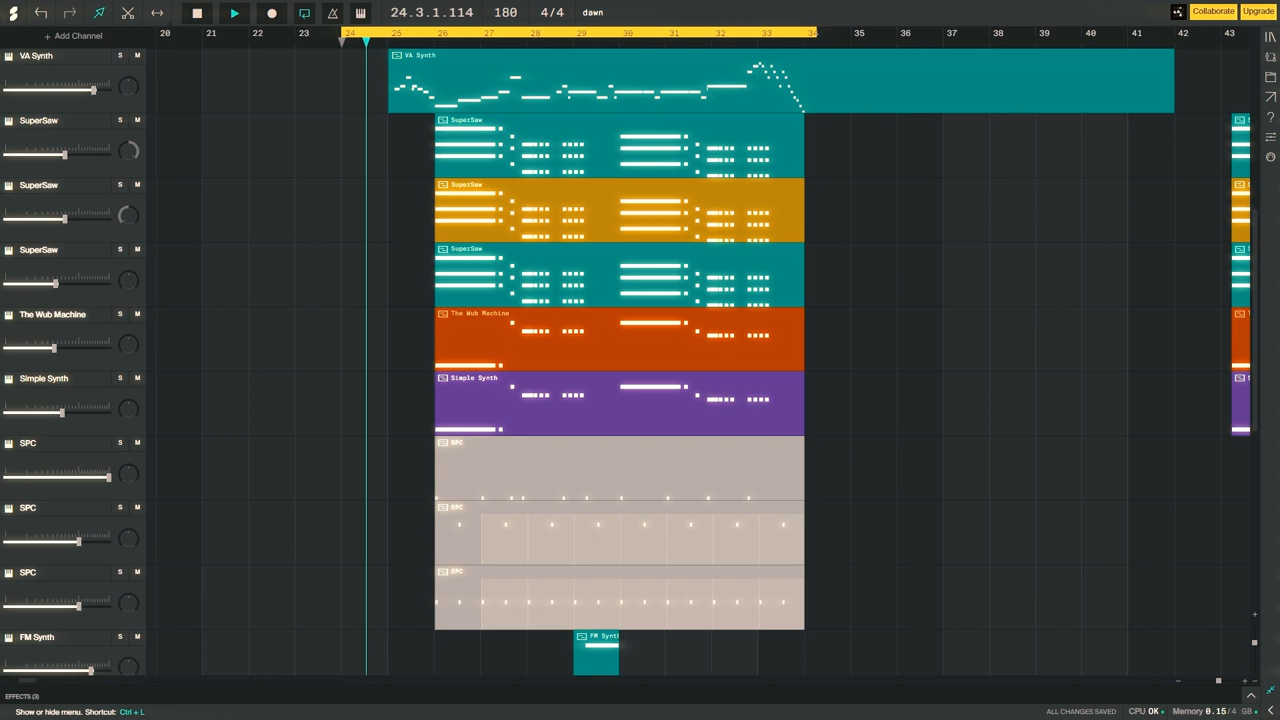 24.3.1.114 180 4/4 dawn Collaborate Upgrade
Add Channel 20 21 22 23 24 25 26 27 28 29 30 31 32 33 34 35 36 37 38 39 40 41 42 43
VA Synth S M VA Synth
SuperSaw S M SuperSaw
SuperSaw S M SuperSaw
SuperSaw S M SuperSaw
The Wub Machine S M The Wub Machine
Simple Synth S M Simple Synth
SPC S M SPC
SPC S M SPC
SPC S M SPC
FM Synth S M FM Synth
EFFECTS (3)
Show or hide menu. Shortcut: Ctrl + L ALL CHANGES SAVED CPU OK Memory 0.15/4 GB